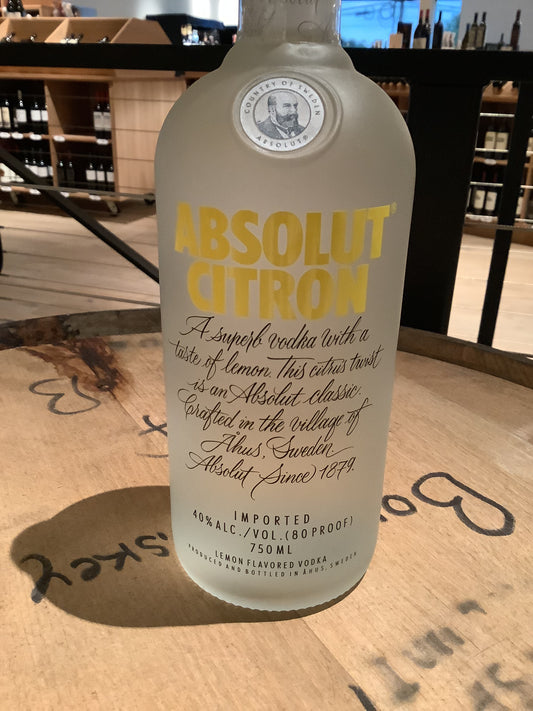 COUNTRY OF SWEDEN
ABSOLUT®
ABSOLUT®
CITRON
A superb vodka with a
taste of lemon. This citrus twist
is an Absolut classic.
Crafted in the village of
Åhus, Sweden
Absolut Since 1879.
IMPORTED
40% ALC./VOL. (80 PROOF)
750ML
LEMON FLAVORED VODKA
PRODUCED AND BOTTLED IN ÅHUS, SWEDEN
B